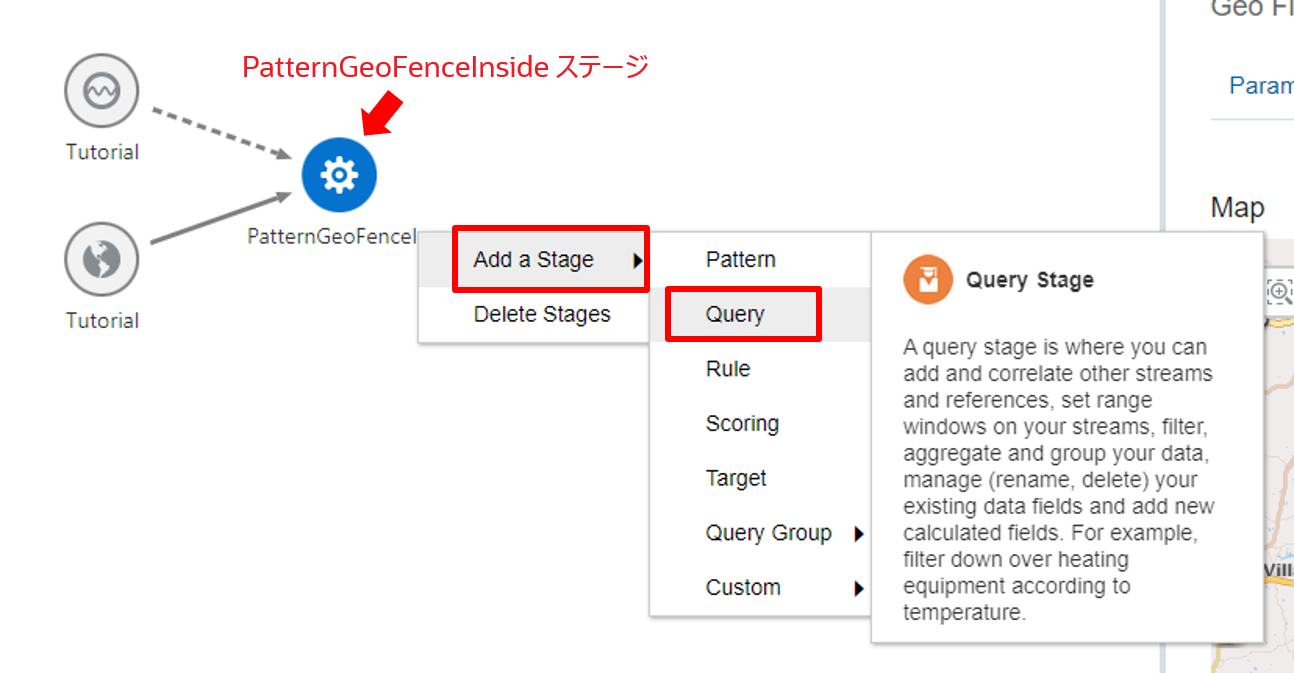 Geo Fi
PatternGeoFenceInside ステージ
Param
Tutorial
Map
PatternGeoFenceI
Tutorial
Add a Stage
Delete Stages
Pattern
Query
Rule
Scoring
Target
Query Group
Custom
Query Stage
A query stage is where you can
add and correlate other streams
and references, set range
windows on your streams, filter,
aggregate and group your data,
manage (rename, delete) your
existing data fields and add new
calculated fields. For example,
filter down over heating
equipment according to
temperature.
Villa